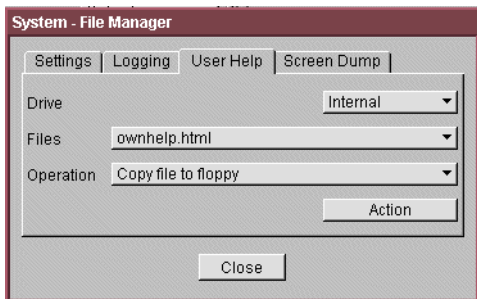 System - File Manager
Settings Logging User Help Screen Dump
Drive Internal
Files ownhelp.html
Operation Copy file to floppy
Action
Close